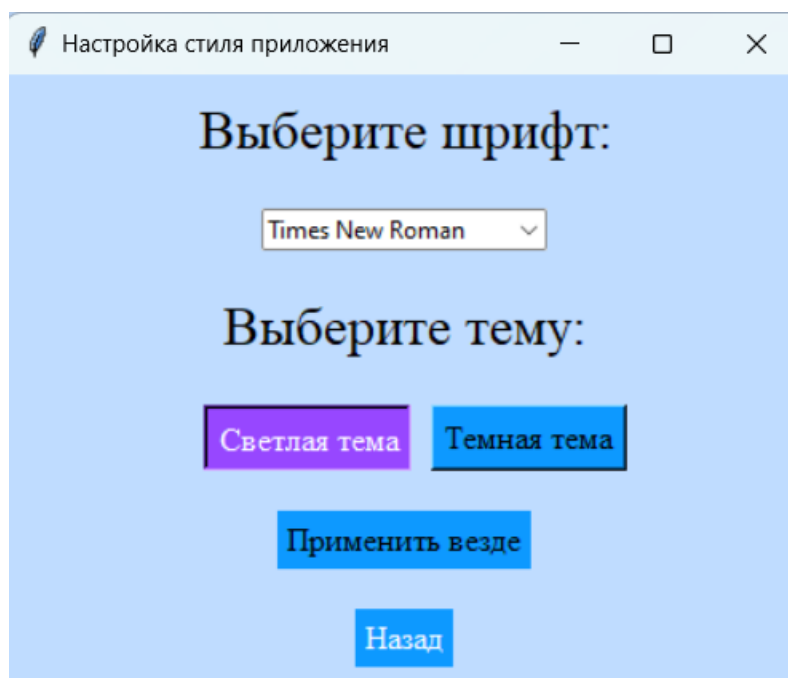 Настройка стиля приложения
Выберите шрифт:
Times New Roman
Выберите тему:
Светлая тема Темная тема
Применить везде
Назад